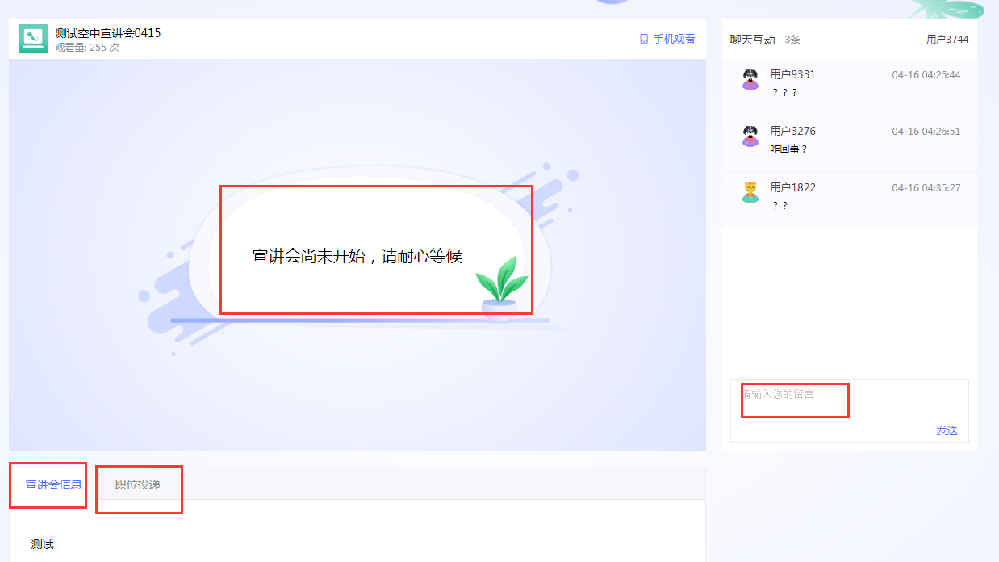 测试空中宣讲会0415
观看量: 255 次
手机观看
宣讲会尚未开始，请耐心等候
宣讲会信息
职位投递
测试
聊天互动 3条
用户3744
用户9331
04-16 04:25:44
？？？
用户3276
04-16 04:26:51
咋回事？
用户1822
04-16 04:35:27
？？
请输入您的留言
发送